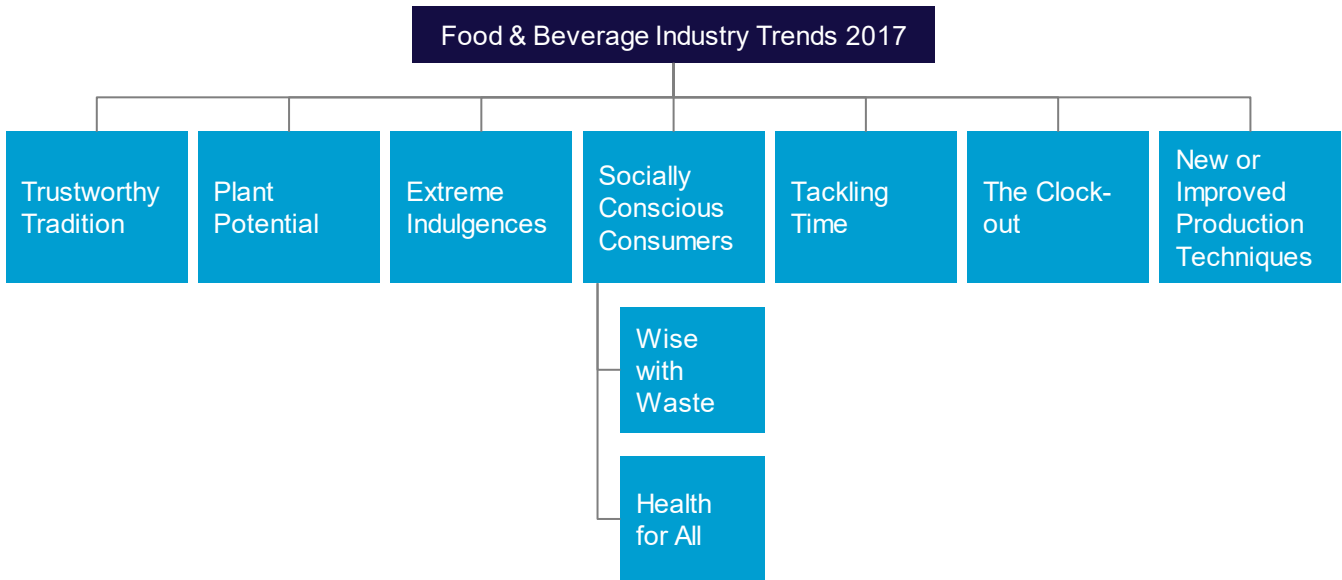 Food & Beverage Industry Trends 2017
Trustworthy
Tradition
Plant
Potential
Extreme
Indulgences
Socially
Conscious
Consumers
Tackling
Time
The Clock-
out
New or
Improved
Production
Techniques
Wise
with
Waste
Health
for All